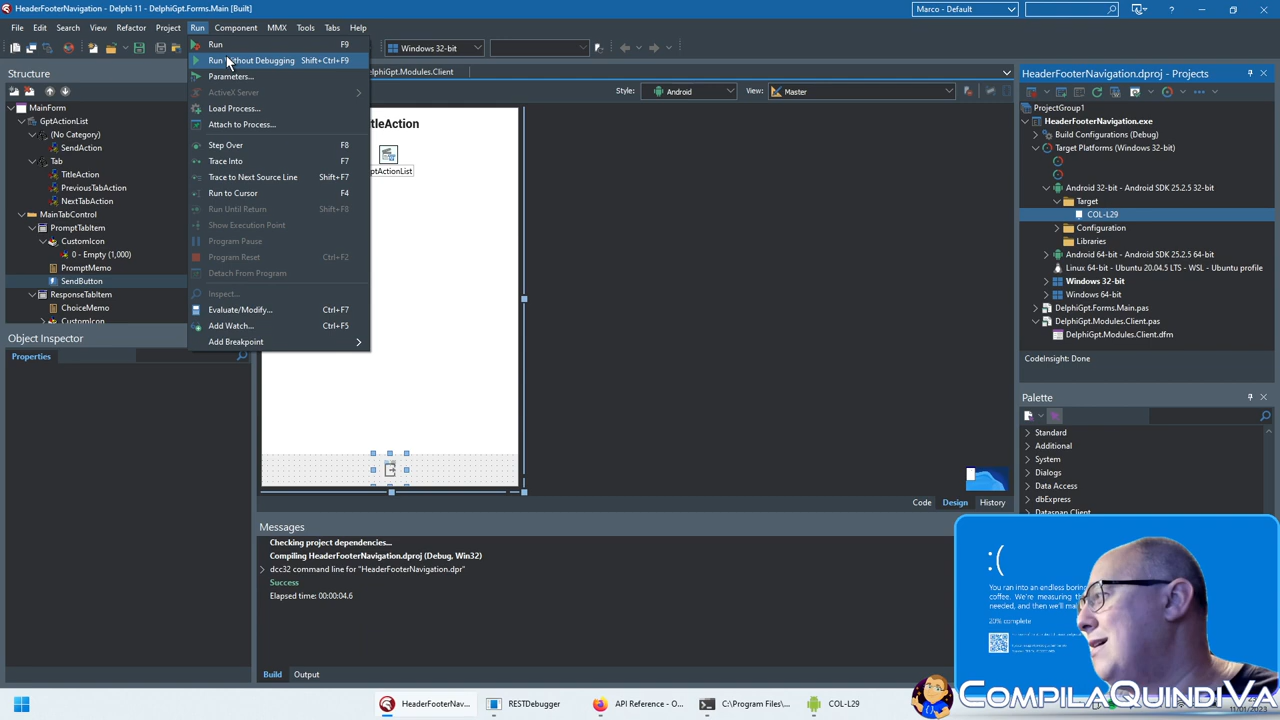 HeaderFooterNavigation - Delphi 11 - DelphiGpt.Forms.Main [Built]
Marco - Default
File Edit Search View Refactor Project Run Component MMX Tools Tabs Help
Windows 32-bit
Run F9
Run Without Debugging Shift+Ctrl+F9
Parameters...
ActiveX Server
Load Process...
Attach to Process...
Step Over F8
Trace Into F7
Trace to Next Source Line Shift+F7
Run to Cursor F4
Run Until Return Shift+F8
Show Execution Point
Program Pause
Program Reset Ctrl+F2
Detach From Program
Inspect...
Evaluate/Modify... Ctrl+F7
Add Watch... Ctrl+F5
Add Breakpoint
Structure
MainForm
GptActionList
(No Category)
SendAction
Tab
TitleAction
PreviousTabAction
NextTabAction
MainTabControl
PromptTabItem
CustomIcon
0 - Empty (1,000)
PromptMemo
SendButton
ResponseTabItem
ChoiceMemo
CustomIcon
Object Inspector
Properties
elphiGpt.Modules.Client
Style: Android View: Master
tleAction
ptActionList
Code Design History
Messages
Checking project dependencies...
Compiling HeaderFooterNavigation.dproj (Debug, Win32)
dcc32 command line for "HeaderFooterNavigation.dpr"
Success
Elapsed time: 00:00:04.6
Build Output
HeaderFooterNavigation.dproj - Projects
ProjectGroup1
HeaderFooterNavigation.exe
Build Configurations (Debug)
Target Platforms (Windows 32-bit)
Android 32-bit - Android SDK 25.2.5 32-bit
Target
COL-L29
Configuration
Libraries
Android 64-bit - Android SDK 25.2.5 64-bit
Linux 64-bit - Ubuntu 20.04.5 LTS - WSL - Ubuntu profile
Windows 32-bit
Windows 64-bit
DelphiGpt.Forms.Main.pas
DelphiGpt.Modules.Client.pas
DelphiGpt.Modules.Client.dfm
CodeInsight: Done
Palette
Standard
Additional
System
Dialogs
Data Access
dbExpress
Datasnap Client
:(
You ran into an endless boring
coffee. We're measuring th
needed, and then we'll mak
20% complete
COMPILAQUINDIVA
HeaderFooterNav... RESTDebugger API Reference - O... C:\Program Files\... COL-L29
11/01/2023